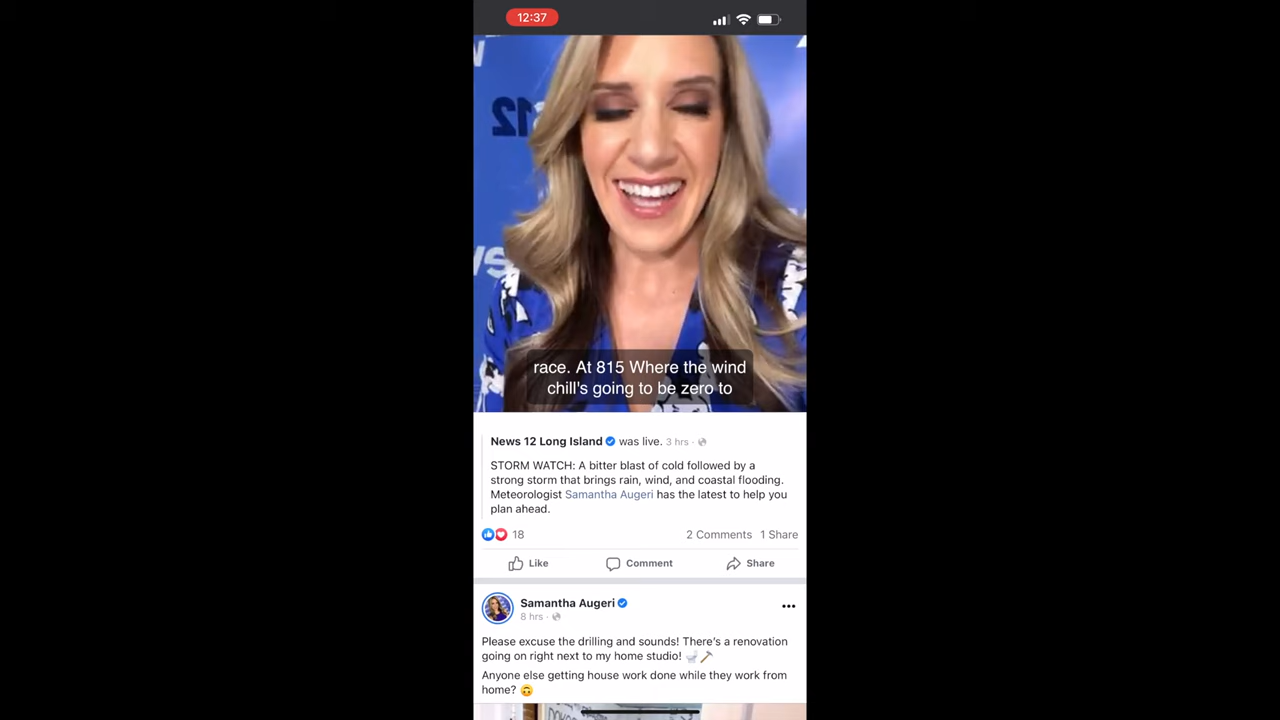 12:37
12
race. At 815 Where the wind
chill's going to be zero to
News 12 Long Island was live. 3 hrs ·
STORM WATCH: A bitter blast of cold followed by a
strong storm that brings rain, wind, and coastal flooding.
Meteorologist Samantha Augeri has the latest to help you
plan ahead.
18 2 Comments 1 Share
Like Comment Share
Samantha Augeri
8 hrs ·
Please excuse the drilling and sounds! There's a renovation
going on right next to my home studio! 🚽🔨
Anyone else getting house work done while they work from
home? 🙃